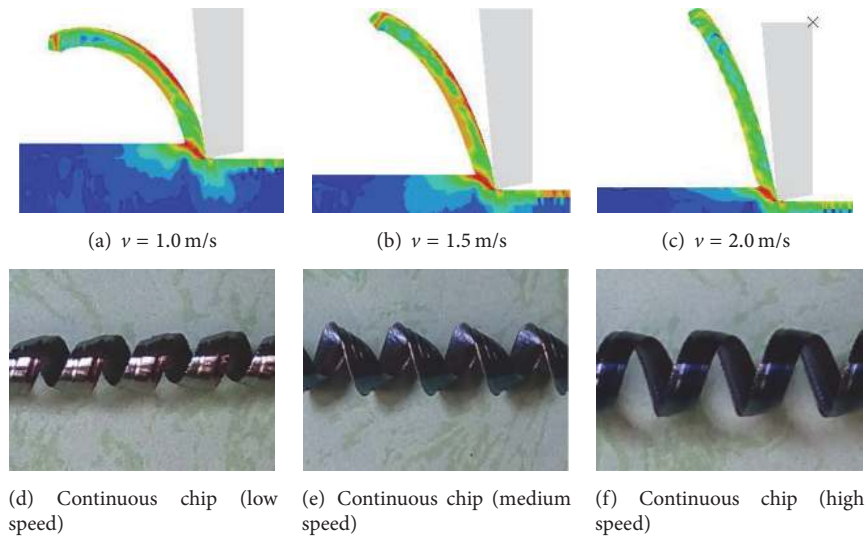 (a) v = 1.0 m/s
(b) v = 1.5 m/s
(c) v = 2.0 m/s
(d) Continuous chip (low
speed)
(e) Continuous chip (medium
speed)
(f) Continuous chip (high
speed)